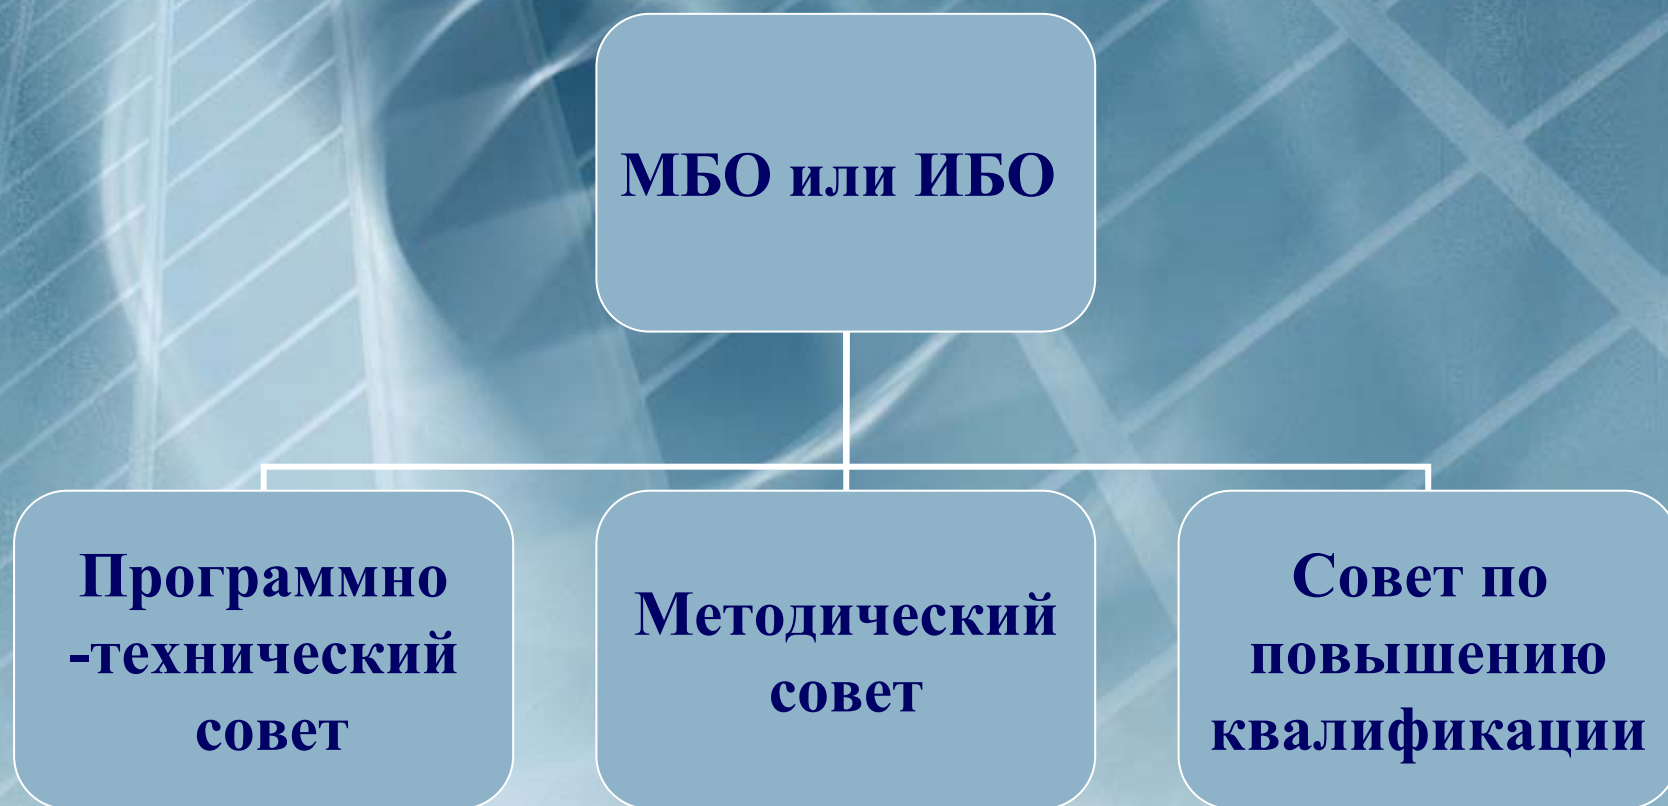 МБО или ИБО
Программно
-технический
совет
Методический
совет
Совет по
повышению
квалификации